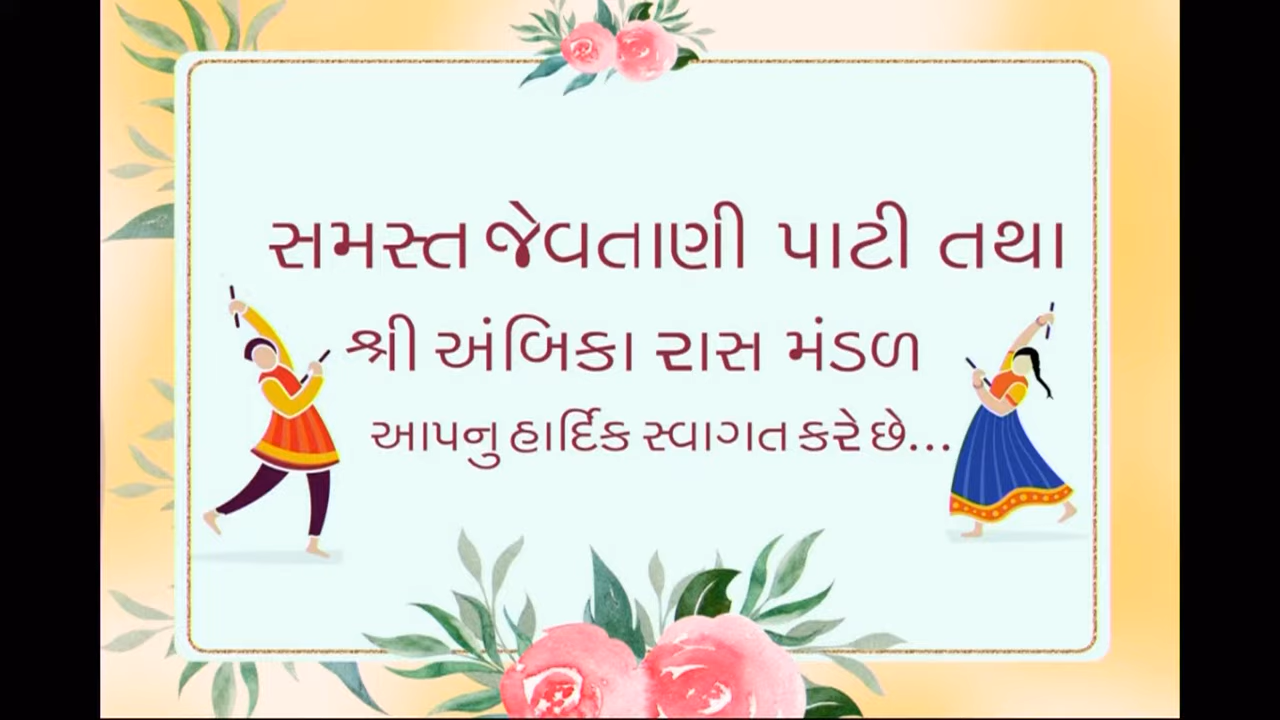 સમસ્ત જેવતાણી પાટી તથા
શ્રી અંબિકા રાસ મંડળ
આપનુ હાર્દિક સ્વાગત કરે છે...